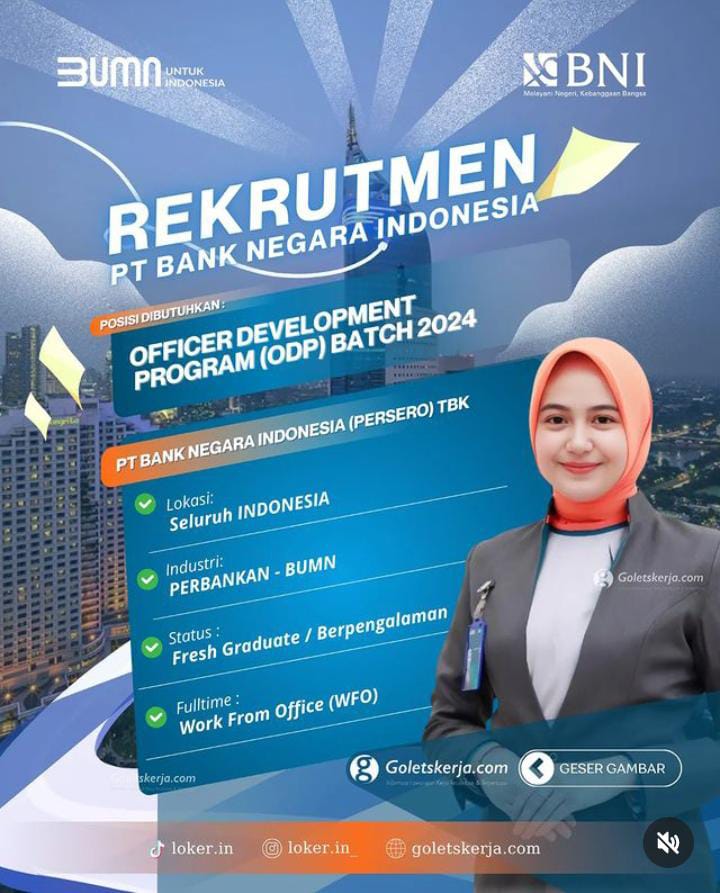 BUMN UNTUK
INDONESIA
BNI
Melayani Negeri, Kebanggaan Bangsa
REKRUTMEN
PT BANK NEGARA INDONESIA
POSISI DIBUTUHKAN :
OFFICER DEVELOPMENT
PROGRAM (ODP) BATCH 2024
PT BANK NEGARA INDONESIA (PERSERO) TBK
Lokasi:
Seluruh INDONESIA
Industri:
PERBANKAN - BUMN
Status :
Fresh Graduate / Berpengalaman
Fulltime :
Work From Office (WFO)
Goletskerja.com
Goletskerja.com
Goletskerja.com
GESER GAMBAR
loker.in
loker.in_
goletskerja.com